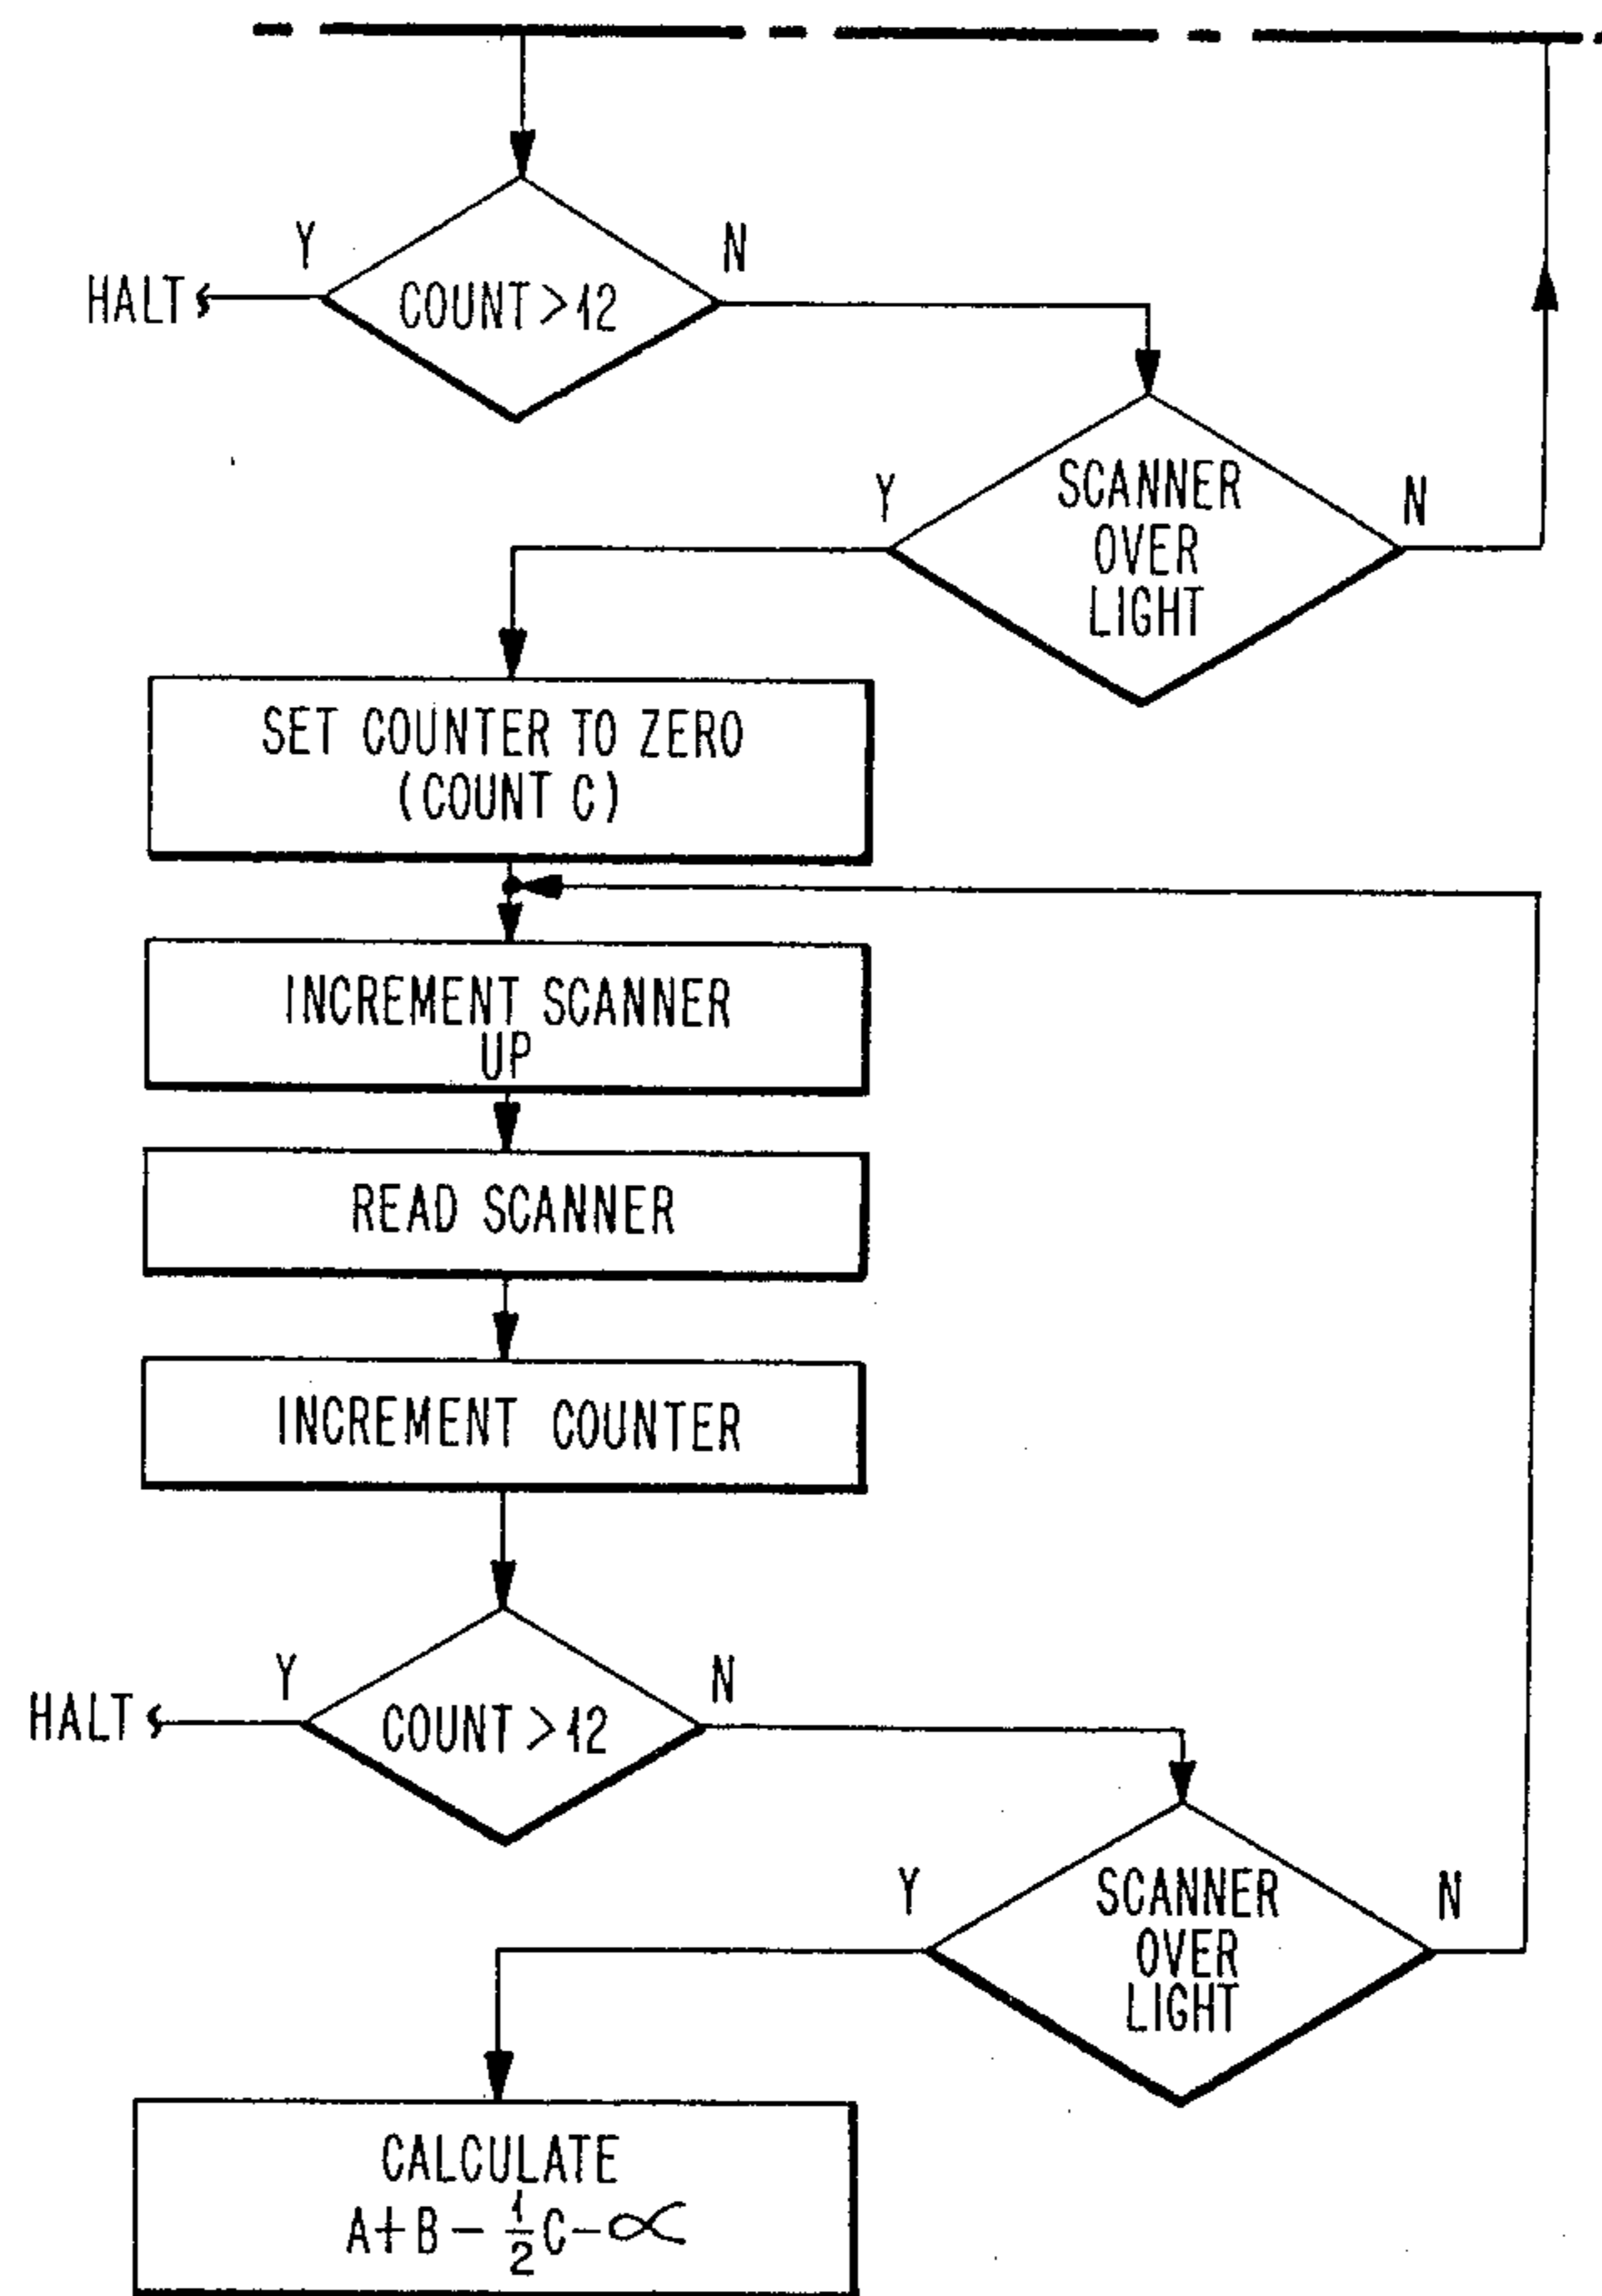 Y
N
HALT
COUNT>12
SCANNER
OVER
LIGHT
Y
N
SET COUNTER TO ZERO
(COUNT C)
INCREMENT SCANNER
UP
READ SCANNER
INCREMENT COUNTER
Y
N
HALT
COUNT>12
SCANNER
OVER
LIGHT
Y
N
CALCULATE
A+B-½C-∝